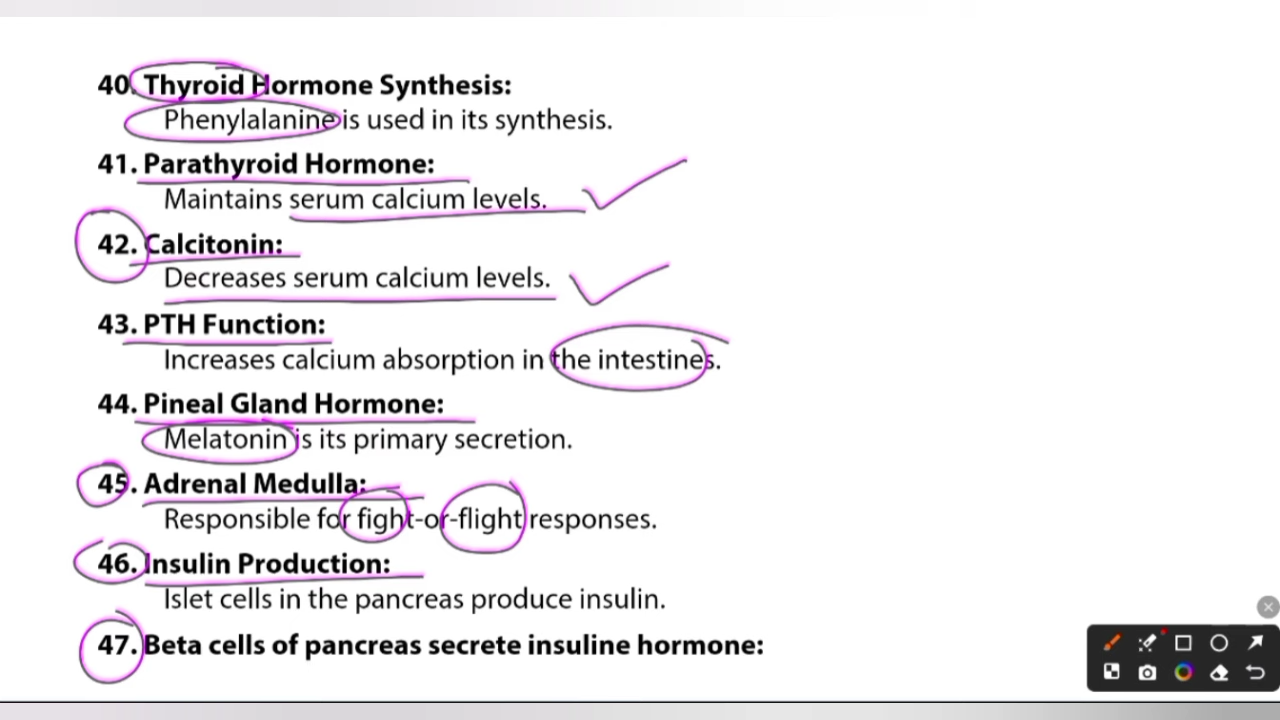 40. Thyroid Hormone Synthesis:
Phenylalanine is used in its synthesis.
41. Parathyroid Hormone:
Maintains serum calcium levels.
42. Calcitonin:
Decreases serum calcium levels.
43. PTH Function:
Increases calcium absorption in the intestines.
44. Pineal Gland Hormone:
Melatonin is its primary secretion.
45. Adrenal Medulla:
Responsible for fight-or-flight responses.
46. Insulin Production:
Islet cells in the pancreas produce insulin.
47. Beta cells of pancreas secrete insuline hormone: